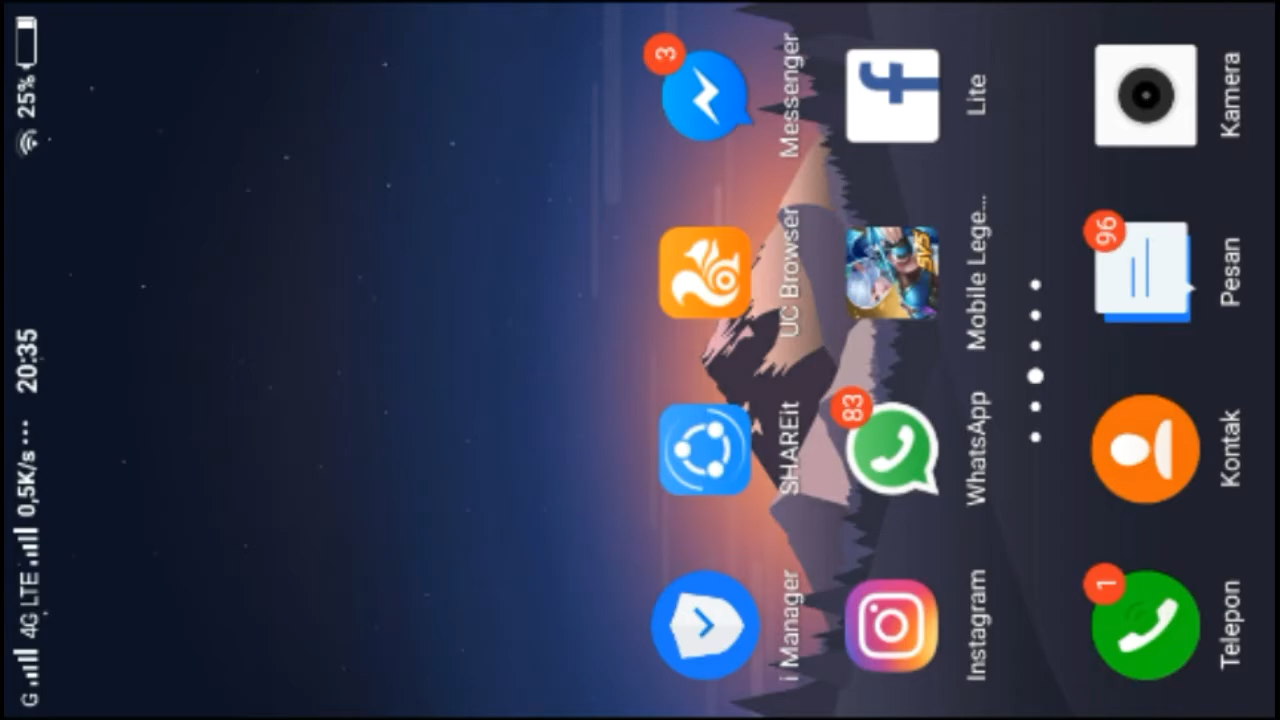 G 4G LTE 0,5K/s ... 20:35 25%
3
i Manager SHAREit UC Browser Messenger
83
5v5
Instagram WhatsApp Mobile Lege... Lite
1 96
Telepon Kontak Pesan Kamera